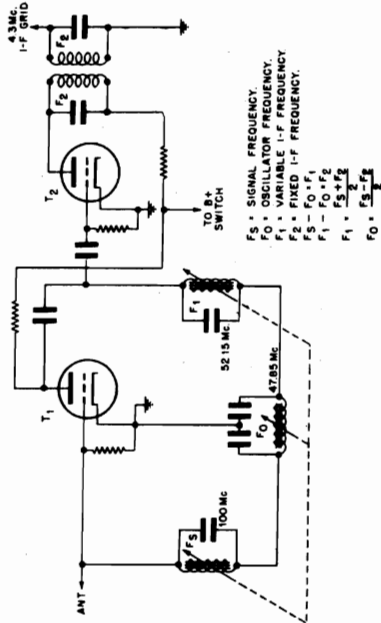 4.3 Mc.
I-F GRID
F2
F2
T2
T1
TO B+
SWITCH
F1
52.15 Mc.
47.85 Mc
FO
FS
100 Mc
ANT
FS = SIGNAL FREQUENCY.
FO = OSCILLATOR FREQUENCY.
F1 = VARIABLE I-F FREQUENCY
F2 = FIXED I-F FREQUENCY.
FS - FO = F1
F1 - FO = F2
F1 = FS+F2
2
FO = FS-F2
2